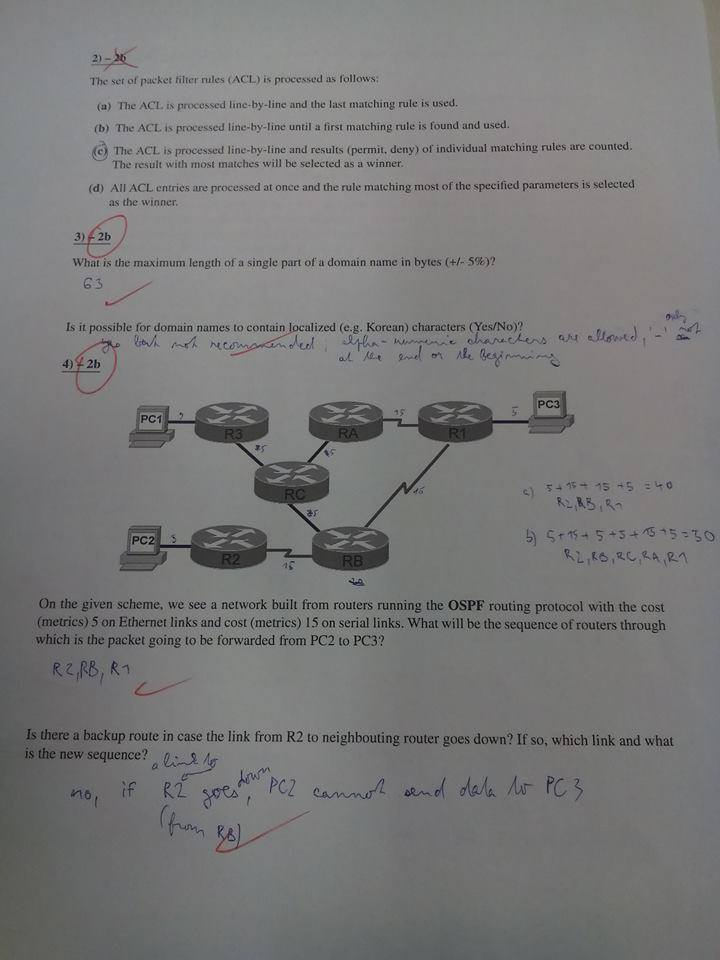 2) – 2b
The set of packet filter rules (ACL) is processed as follows:
(a) The ACL is processed line-by-line and the last matching rule is used.
(b) The ACL is processed line-by-line until a first matching rule is found and used.
(c) The ACL is processed line-by-line and results (permit, deny) of individual matching rules are counted.
The result with most matches will be selected as a winner.
(d) All ACL entries are processed at once and the rule matching most of the specified parameters is selected
as the winner.
3) – 2b
What is the maximum length of a single part of a domain name in bytes (+/- 5%)?
63
Is it possible for domain names to contain localized (e.g. Korean) characters (Yes/No)?
only
but not recommended; alpha-numeric characters are allowed, '-' not
at the end or the beginning
4) – 2b
PC1 5 R3 RA 15 R1 5 PC3
RC
PC2 5 R2 15 RB 15
a) 5+15+15+5 = 40
R2, RB, R1
b) 5+15+5+5+15+5=30
R2, RB, RC, RA, R1
On the given scheme, we see a network built from routers running the OSPF routing protocol with the cost
(metrics) 5 on Ethernet links and cost (metrics) 15 on serial links. What will be the sequence of routers through
which is the packet going to be forwarded from PC2 to PC3?
R2, RB, R1
Is there a backup route in case the link from R2 to neighbouting router goes down? If so, which link and what
is the new sequence?
a link to
no, if R2 goes down, PC2 cannot send data to PC3
(from RB)